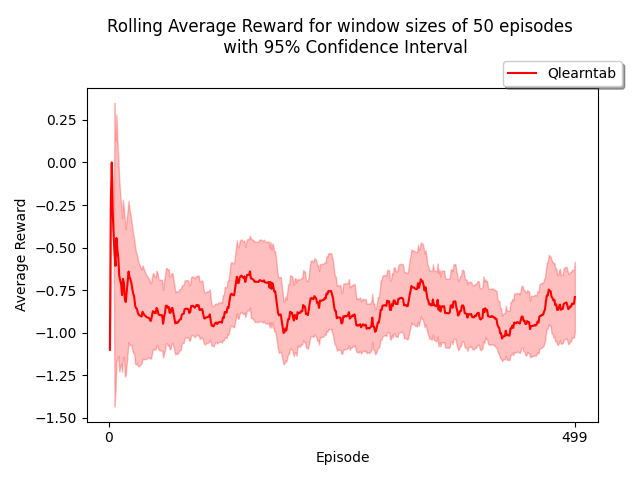 Rolling Average Reward for window sizes of 50 episodes
with 95% Confidence Interval
Qlearntab
0.25
0.00
−0.25
−0.50
−0.75
−1.00
−1.25
−1.50
Average Reward
0
499
Episode